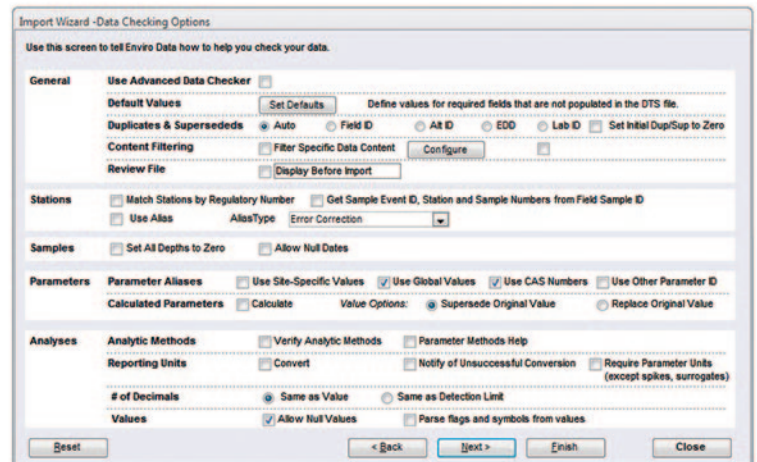 Import Wizard -Data Checking Options
Use this screen to tell Enviro Data how to help you check your data.
General Use Advanced Data Checker
Default Values Set Defaults Define values for required fields that are not populated in the DTS file.
Duplicates & Supersededs Auto Field ID Alt ID EDD Lab ID Set Initial Dup/Sup to Zero
Content Filtering Filter Specific Data Content Configure
Review File Display Before Import
Stations Match Stations by Regulatory Number Get Sample Event ID, Station and Sample Numbers from Field Sample ID
Use Alias AliasType Error Correction
Samples Set All Depths to Zero Allow Null Dates
Parameters Parameter Aliases Use Site-Specific Values Use Global Values Use CAS Numbers Use Other Parameter ID
Calculated Parameters Calculate Value Options: Supersede Original Value Replace Original Value
Analyses Analytic Methods Verify Analytic Methods Parameter Methods Help
Reporting Units Convert Notify of Unsuccessful Conversion Require Parameter Units
(except spikes, surrogates)
# of Decimals Same as Value Same as Detection Limit
Values Allow Null Values Parse flags and symbols from values
Reset < Back Next > Finish Close